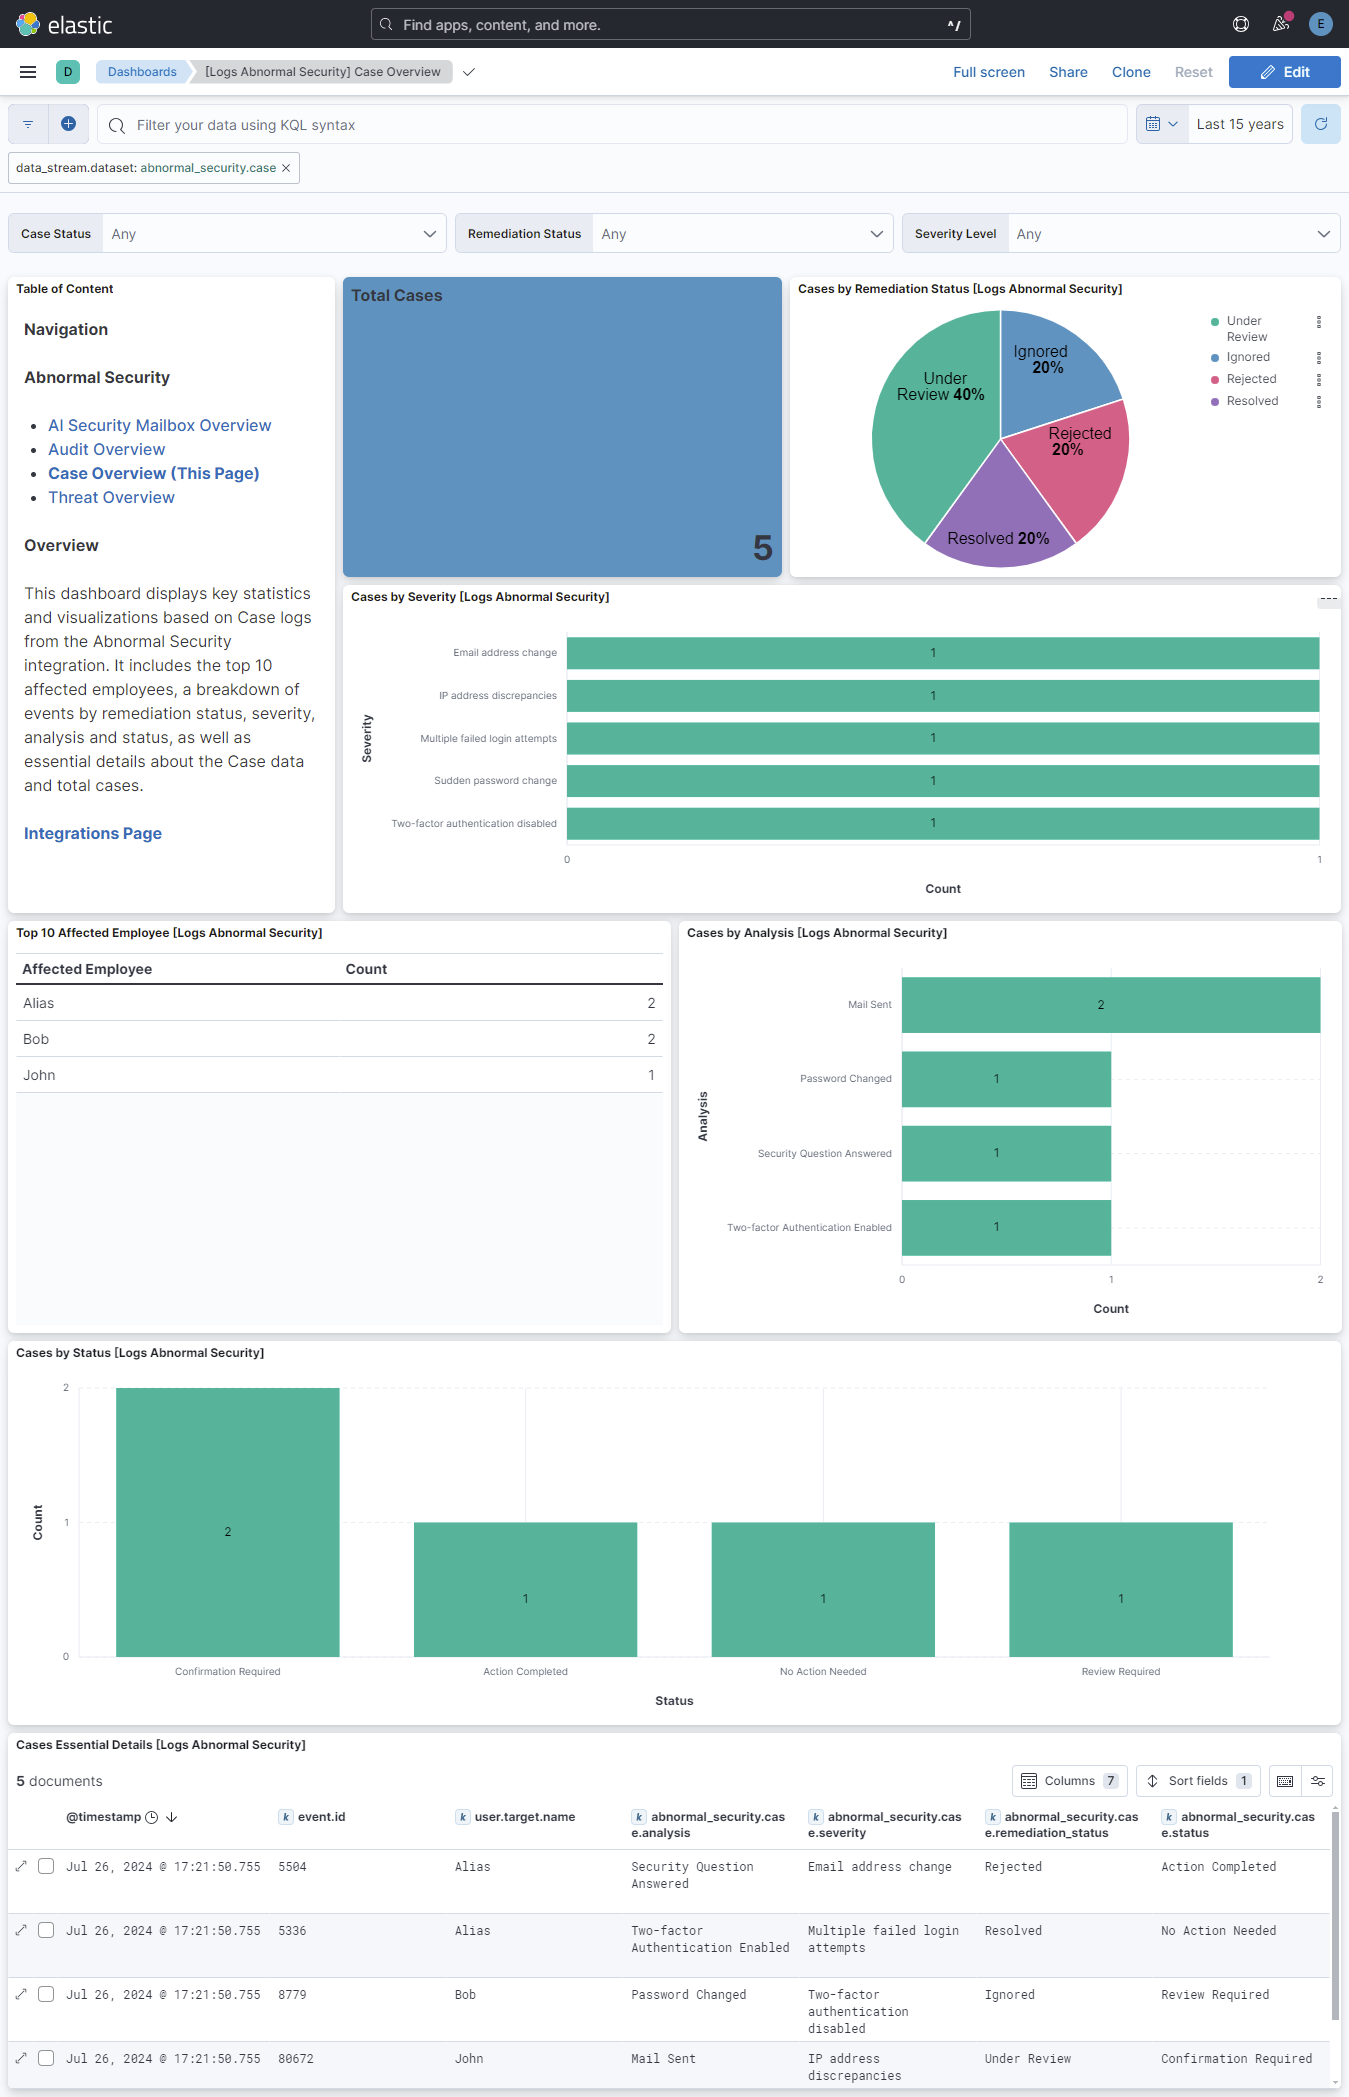 elastic
Find apps, content, and more.
^/
E
D
Dashboards
[Logs Abnormal Security] Case Overview
Full screen
Share
Clone
Reset
Edit
Filter your data using KQL syntax
Last 15 years
data_stream.dataset: abnormal_security.case
Case Status
Any
Remediation Status
Any
Severity Level
Any
Table of Content
Navigation
Abnormal Security
AI Security Mailbox Overview
Audit Overview
Case Overview (This Page)
Threat Overview
Overview
This dashboard displays key statistics
and visualizations based on Case logs
from the Abnormal Security
integration. It includes the top 10
affected employees, a breakdown of
events by remediation status, severity,
analysis and status, as well as
essential details about the Case data
and total cases.
Integrations Page
Total Cases
5
Cases by Remediation Status [Logs Abnormal Security]
Ignored
20%
Under
Review 40%
Rejected
20%
Resolved 20%
Under
Review
Ignored
Rejected
Resolved
Cases by Severity [Logs Abnormal Security]
Severity
Email address change
1
IP address discrepancies
1
Multiple failed login attempts
1
Sudden password change
1
Two-factor authentication disabled
1
0
1
Count
Top 10 Affected Employee [Logs Abnormal Security]
Affected Employee
Count
Alias
2
Bob
2
John
1
Cases by Analysis [Logs Abnormal Security]
Analysis
Mail Sent
2
Password Changed
1
Security Question Answered
1
Two-factor Authentication Enabled
1
0
1
2
Count
Cases by Status [Logs Abnormal Security]
Count
2
1
0
2
1
1
1
Confirmation Required
Action Completed
No Action Needed
Review Required
Status
Cases Essential Details [Logs Abnormal Security]
5 documents
Columns 7
Sort fields 1
@timestamp
k event.id
k user.target.name
k abnormal_security.cas
e.analysis
k abnormal_security.cas
e.severity
k abnormal_security.cas
e.remediation_status
k abnormal_security.cas
e.status
Jul 26, 2024 @ 17:21:50.755
5504
Alias
Security Question
Answered
Email address change
Rejected
Action Completed
Jul 26, 2024 @ 17:21:50.755
5336
Alias
Two-factor
Authentication Enabled
Multiple failed login
attempts
Resolved
No Action Needed
Jul 26, 2024 @ 17:21:50.755
8779
Bob
Password Changed
Two-factor
authentication
disabled
Ignored
Review Required
Jul 26, 2024 @ 17:21:50.755
80672
John
Mail Sent
IP address
discrepancies
Under Review
Confirmation Required